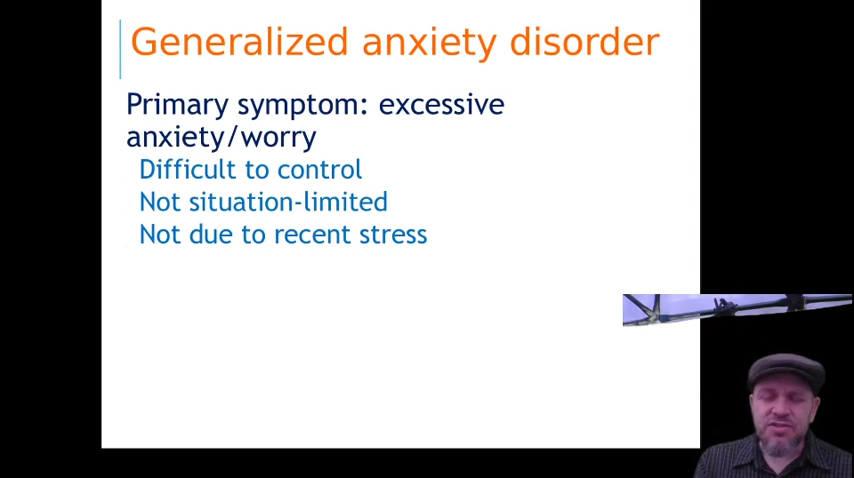 Generalized anxiety disorder
Primary symptom: excessive
anxiety/worry
Difficult to control
Not situation-limited
Not due to recent stress